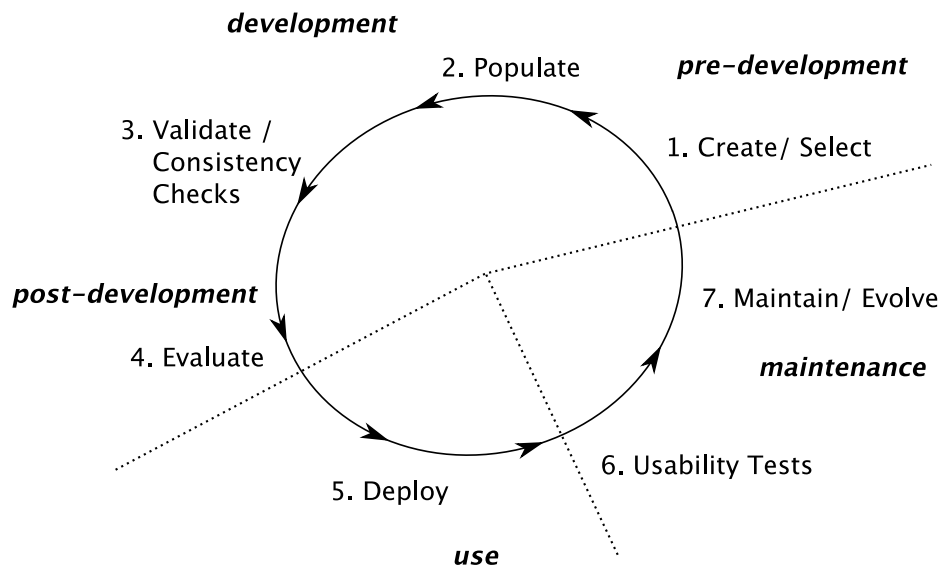 development
2. Populate
pre-development
3. Validate /
Consistency
Checks
1. Create/ Select
post-development
7. Maintain/ Evolve
4. Evaluate
maintenance
6. Usability Tests
5. Deploy
use